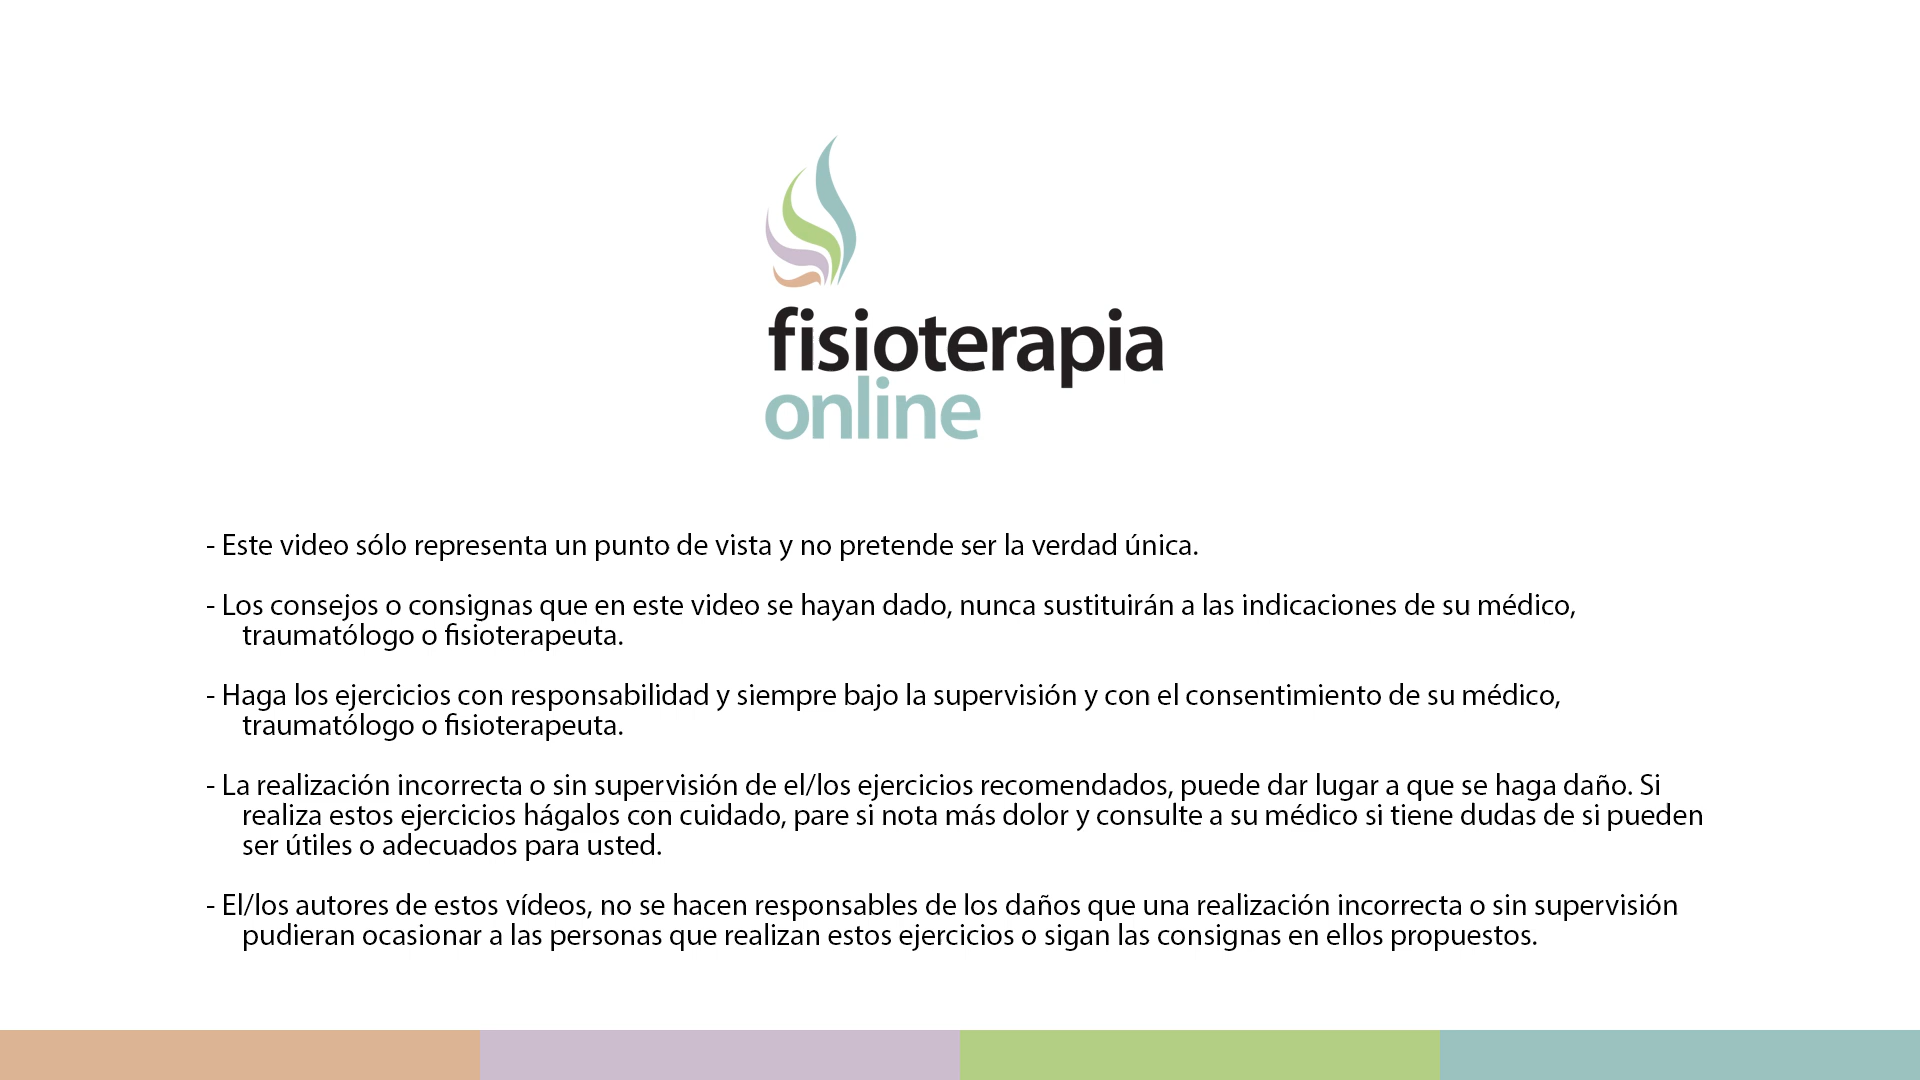 fisioterapia
online
- Este video sólo representa un punto de vista y no pretende ser la verdad única.
- Los consejos o consignas que en este video se hayan dado, nunca sustituirán a las indicaciones de su médico,
traumatólogo o fisioterapeuta.
- Haga los ejercicios con responsabilidad y siempre bajo la supervisión y con el consentimiento de su médico,
traumatólogo o fisioterapeuta.
- La realización incorrecta o sin supervisión de el/los ejercicios recomendados, puede dar lugar a que se haga daño. Si
realiza estos ejercicios hágalos con cuidado, pare si nota más dolor y consulte a su médico si tiene dudas de si pueden
ser útiles o adecuados para usted.
- El/los autores de estos vídeos, no se hacen responsables de los daños que una realización incorrecta o sin supervisión
pudieran ocasionar a las personas que realizan estos ejercicios o sigan las consignas en ellos propuestos.